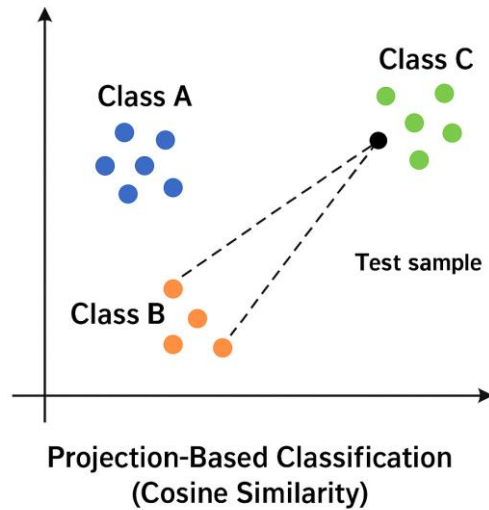 Class C
Class A
Test sample
Class B
Projection-Based Classification
(Cosine Similarity)